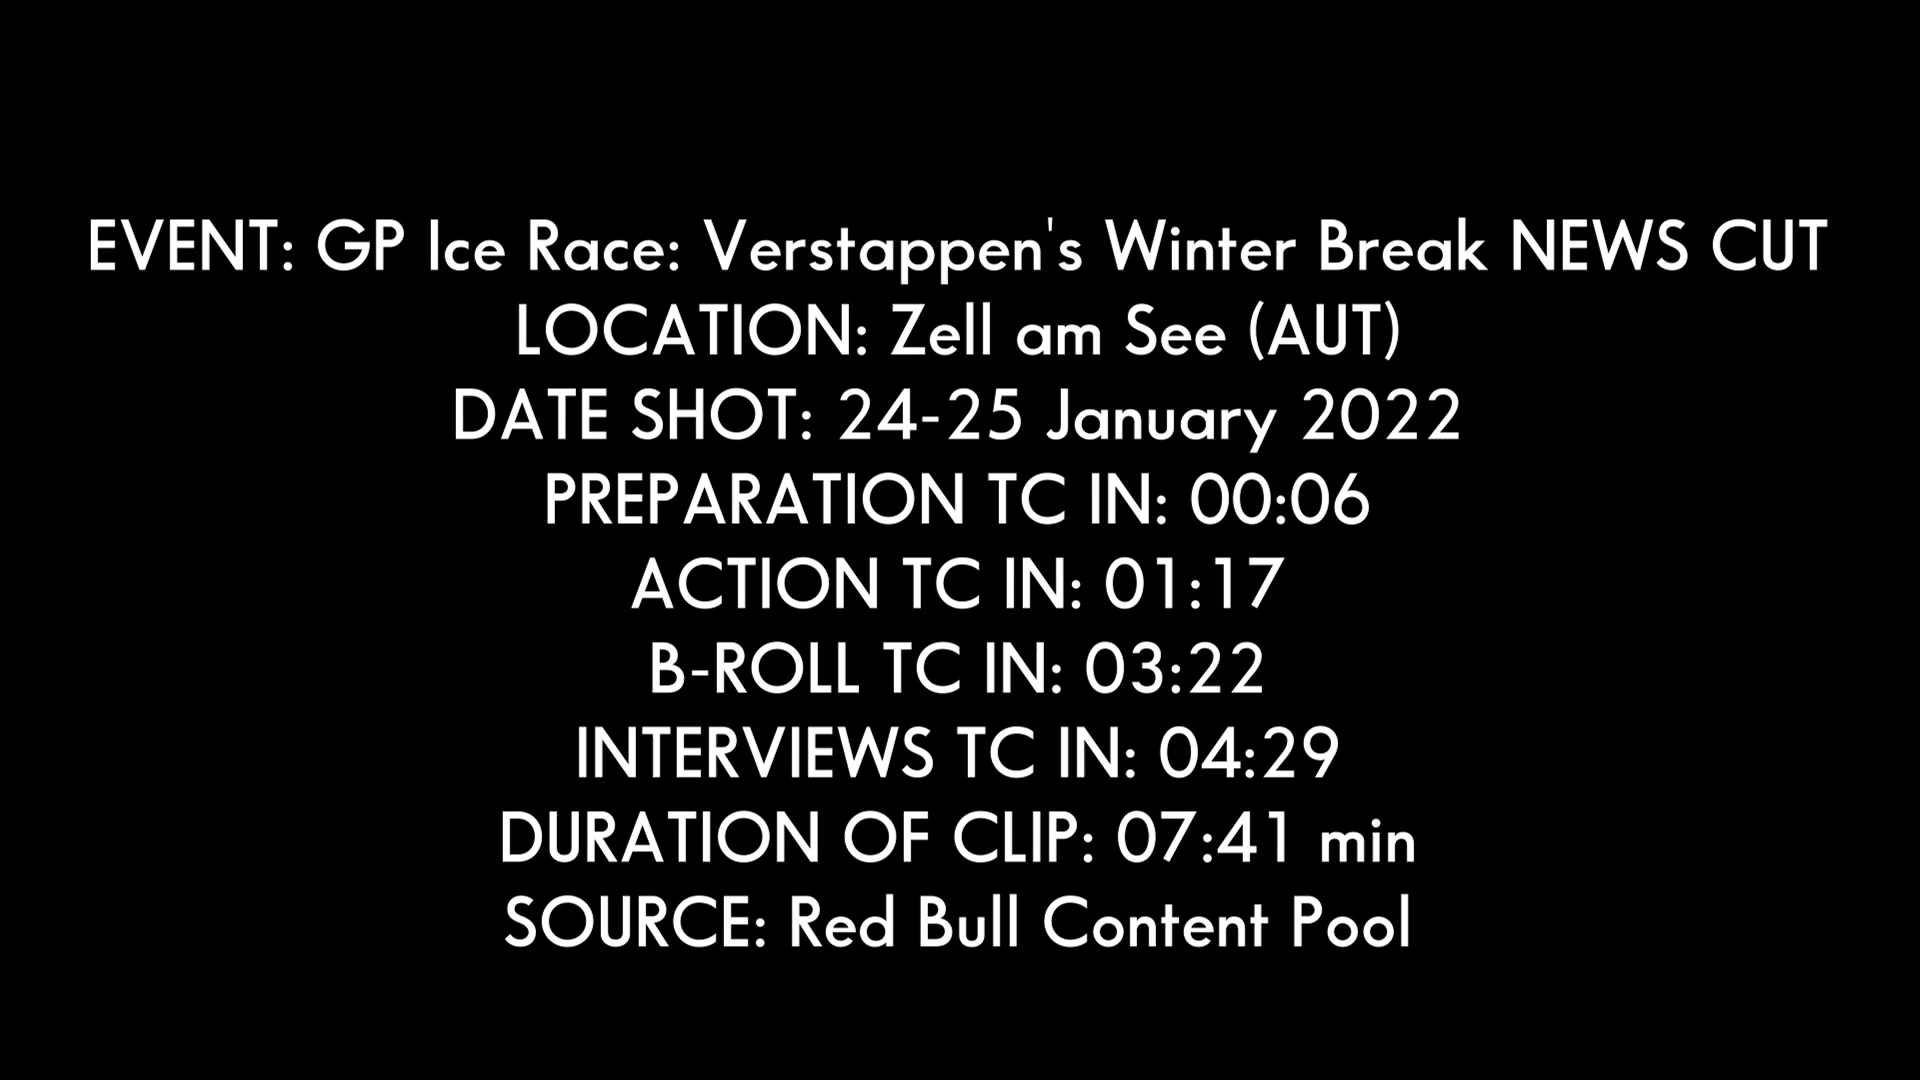 EVENT: GP Ice Race: Verstappen's Winter Break NEWS CUT
LOCATION: Zell am See (AUT)
DATE SHOT: 24-25 January 2022
PREPARATION TC IN: 00:06
ACTION TC IN: 01:17
B-ROLL TC IN: 03:22
INTERVIEWS TC IN: 04:29
DURATION OF CLIP: 07:41 min
SOURCE: Red Bull Content Pool